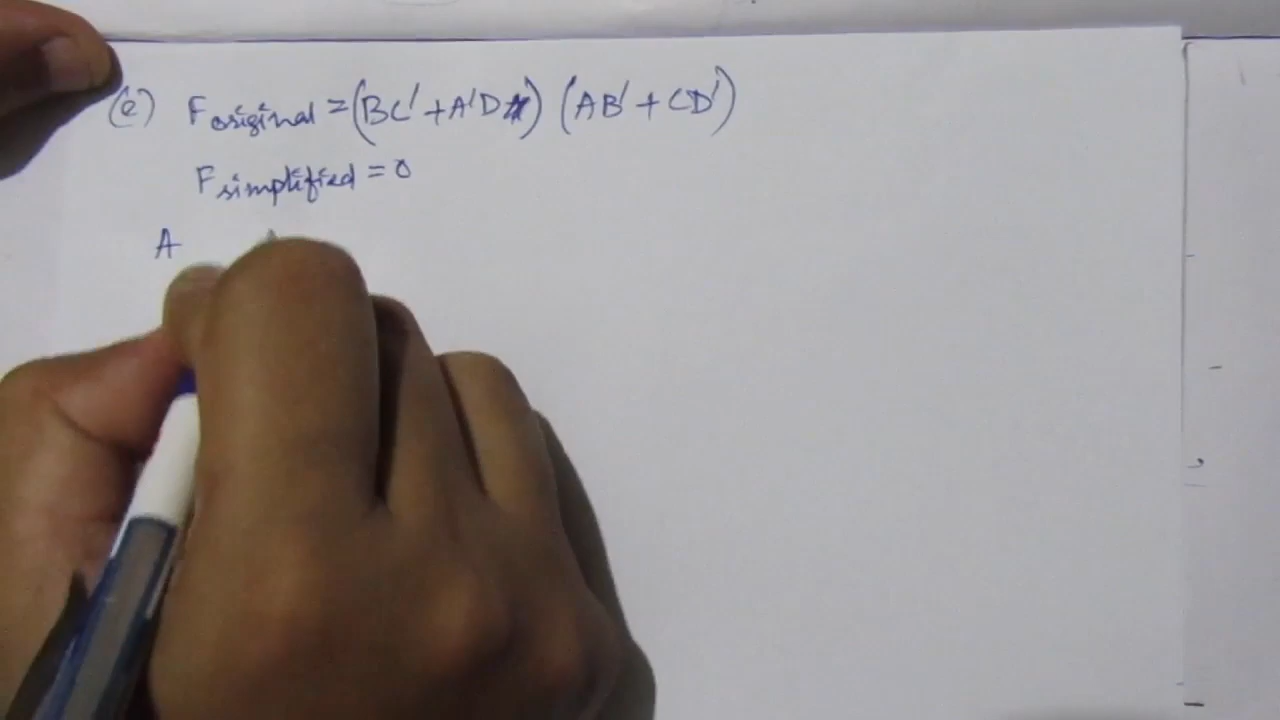 (e) Foriginal = (BC' + A'D) (AB' + CD')
Fsimplified = 0
A